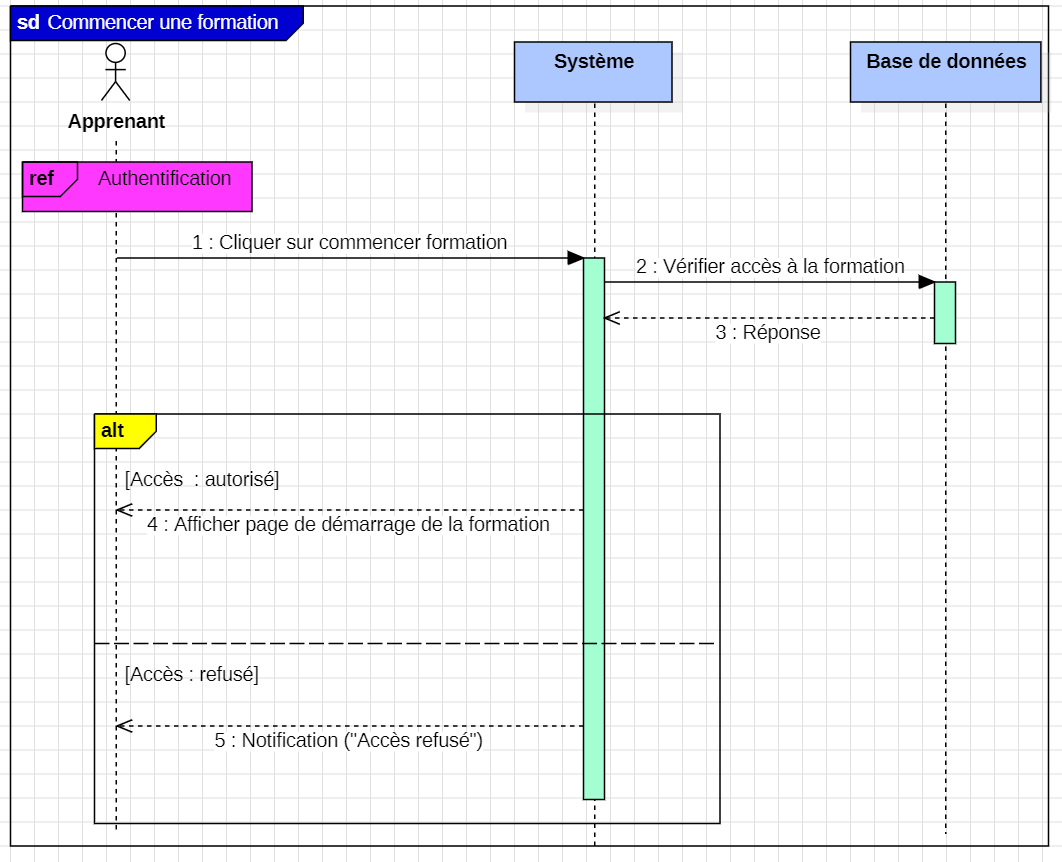 sd Commencer une formation
Système
Base de données
Apprenant
ref Authentification
1 : Cliquer sur commencer formation
2 : Vérifier accès à la formation
3 : Réponse
alt
[Accès  : autorisé]
4 : Afficher page de démarrage de la formation
[Accès : refusé]
5 : Notification ("Accès refusé")